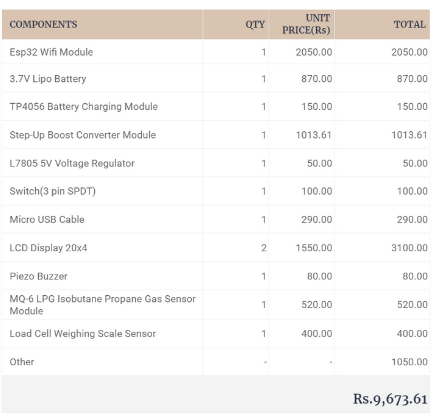 COMPONENTS QTY UNIT PRICE(Rs) TOTAL
Esp32 Wifi Module 1 2050.00 2050.00
3.7V Lipo Battery 1 870.00 870.00
TP4056 Battery Charging Module 1 150.00 150.00
Step-Up Boost Converter Module 1 1013.61 1013.61
L7805 5V Voltage Regulator 1 50.00 50.00
Switch(3 pin SPDT) 1 100.00 100.00
Micro USB Cable 1 290.00 290.00
LCD Display 20x4 2 1550.00 3100.00
Piezo Buzzer 1 80.00 80.00
MQ-6 LPG Isobutane Propane Gas Sensor Module 1 520.00 520.00
Load Cell Weighing Scale Sensor 1 400.00 400.00
Other - - 1050.00
Rs.9,673.61